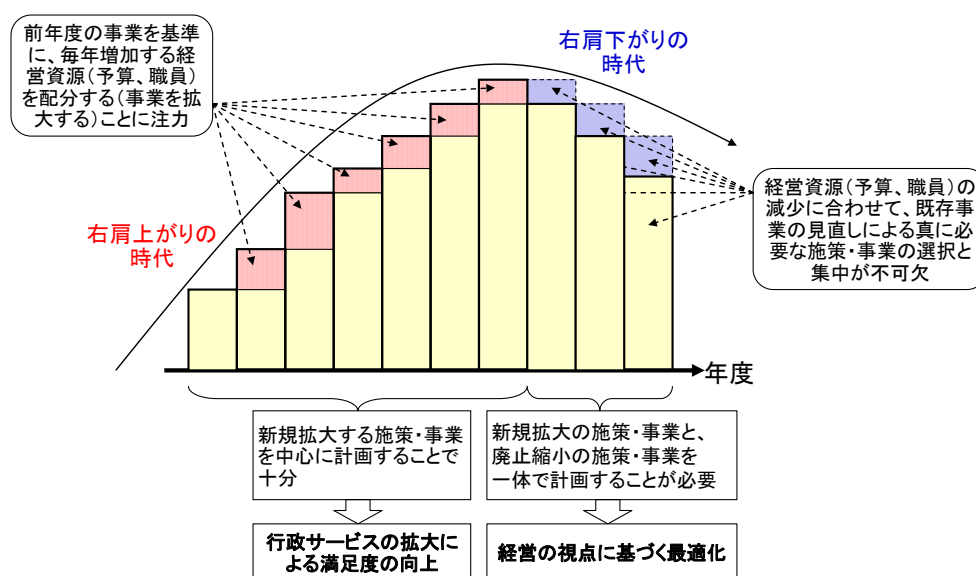 前年度の事業を基準
に、毎年増加する経
営資源(予算、職員)
を配分する(事業を拡
大する)ことに注力
右肩下がりの
時代
右肩上がりの
時代
経営資源(予算、職員)の
減少に合わせて、既存事
業の見直しによる真に必
要な施策・事業の選択と
集中が不可欠
年度
新規拡大する施策・事業
を中心に計画することで
十分
新規拡大の施策・事業と、
廃止縮小の施策・事業を
一体で計画することが必要
行政サービスの拡大に
よる満足度の向上
経営の視点に基づく最適化